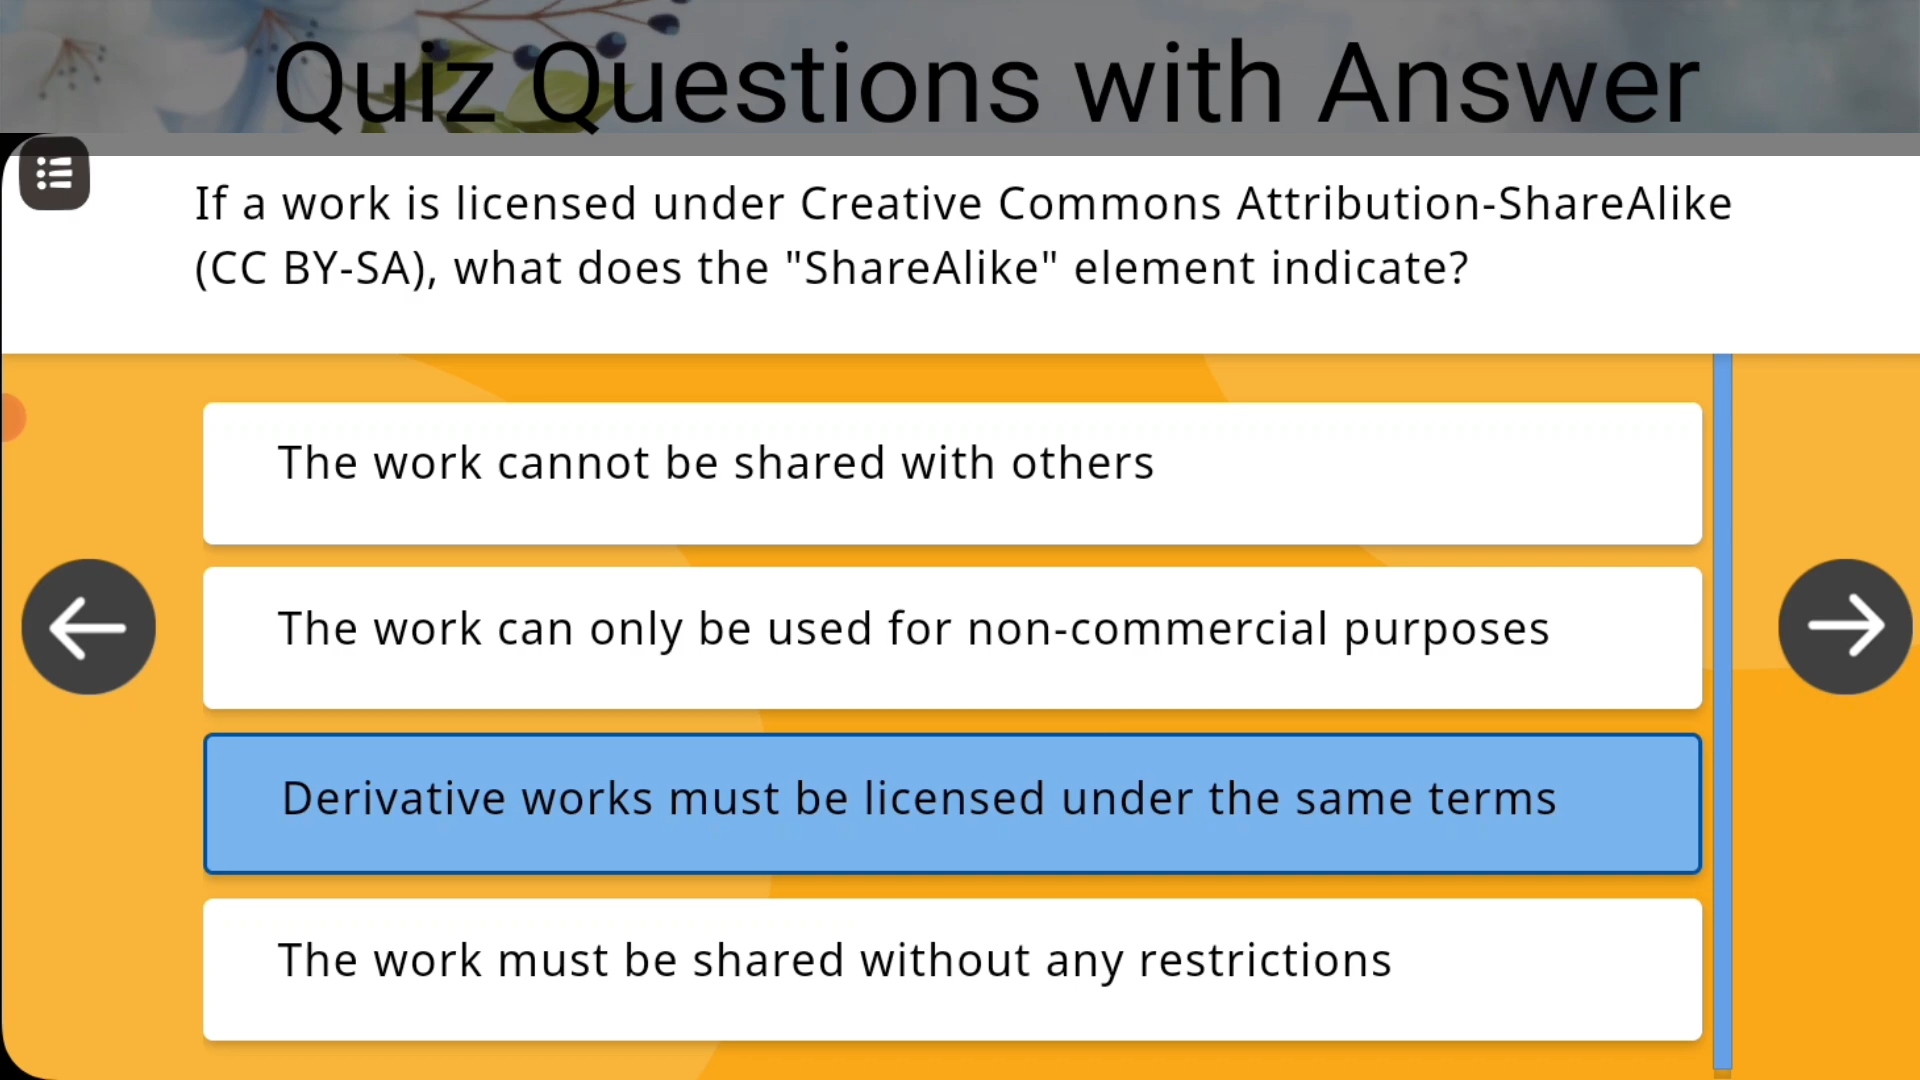 Quiz Questions with Answer
If a work is licensed under Creative Commons Attribution-ShareAlike
(CC BY-SA), what does the "ShareAlike" element indicate?
The work cannot be shared with others
The work can only be used for non-commercial purposes
Derivative works must be licensed under the same terms
The work must be shared without any restrictions